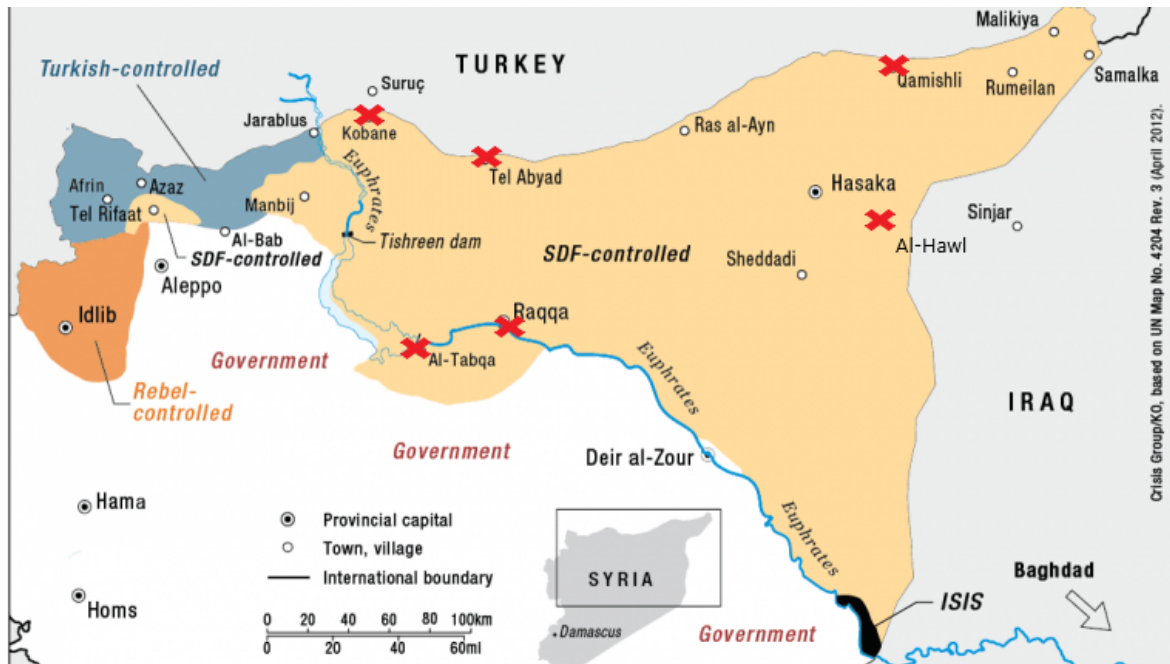 Malikiya
TURKEY
Turkish-controlled
Suruç
Qamishli
Rumeilan
Samalka
Jarablus
Kobane
Ras al-Ayn
Tel Abyad
Euphrates
Afrin
Azaz
Tel Rifaat
Manbij
Hasaka
Sinjar
Al-Bab
Tishreen dam
Al-Hawl
SDF-controlled
SDF-controlled
Sheddadi
Aleppo
Idlib
Raqqa
Government
Al-Tabqa
Euphrates
Rebel-
controlled
IRAQ
Government
Deir al-Zour
Hama
Euphrates
Provincial capital
Town, village
International boundary
SYRIA
Damascus
Baghdad
ISIS
Homs
0 20 40 60 80 100km
0 20 40 60ml
Government
Crisis Group/KO, based on UN Map No. 4204 Rev. 3 (April 2012).